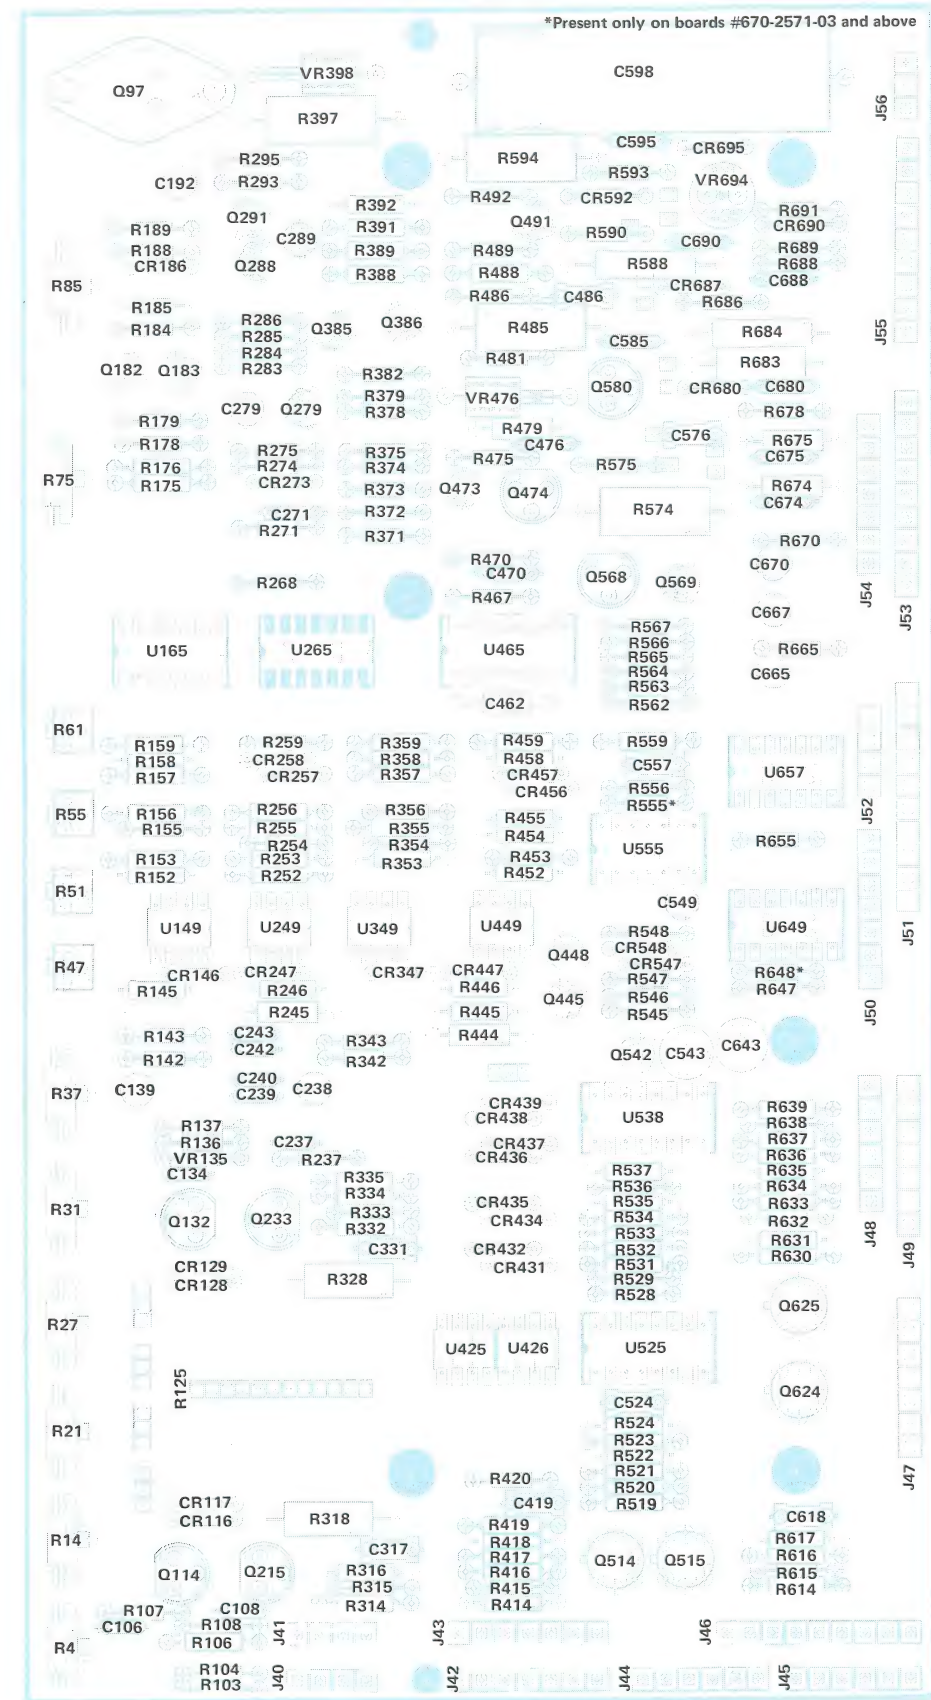 *Present only on boards #670-2571-03 and above
Q97
VR398
C598
J56
R397
C595
CR695
R295
R594
R593
VR694
C192
R293
R492
CR592
R392
R691
Q291
Q491
CR690
R189
R391
R590
C289
C690
R188
R389
R489
R689
CR186
Q288
R388
R488
R588
R688
R85
C688
CR687
R486
C486
R686
R185
J55
R184
R286
Q385
Q386
R485
R684
R285
C585
R284
R481
R683
Q182
Q183
R283
R382
Q580
CR680
C680
R379
VR476
C279
Q279
R378
R678
R179
R479
C576
R178
R275
R375
C476
R675
R176
R274
R374
R475
R575
C675
R75
R175
CR273
R373
Q473
Q474
R674
C674
C271
R372
R574
R271
R371
R670
R470
C470
C670
R268
Q568
Q569
J54
R467
C667
J53
R567
U165
U265
U465
R566
R665
R565
R564
C665
R563
C462
R562
R61
R159
R259
R359
R459
R559
R158
CR258
R358
R458
C557
U657
R157
CR257
R357
CR457
CR456
R556
R55
R156
R256
R356
R555*
J52
R155
R255
R355
R455
R254
R354
R454
U555
R655
R153
R253
R353
R453
R152
R252
R452
R51
C549
U149
U249
U349
U449
R548
U649
J51
Q448
CR548
R47
CR146
CR247
CR347
CR447
CR547
R648*
R145
R246
R446
R547
R647
Q445
R546
R245
R445
R545
J50
R143
C243
R343
R444
C242
Q542
C543
C643
R142
R342
C240
R37
C139
C239
C238
CR439
R639
CR438
U538
R638
R137
R637
R136
C237
CR437
R636
VR135
R237
CR436
C134
R335
R537
R635
R334
R536
R634
R31
CR435
R535
R633
Q132
Q233
R333
CR434
R534
R632
R332
R533
J48
J49
C331
CR432
R532
R631
CR129
CR431
R531
R630
CR128
R328
R529
R528
Q625
R27
U425
U426
U525
R125
Q624
C524
R21
R524
R523
R522
J47
R420
R521
R520
CR117
C419
R519
CR116
R318
R419
C618
R14
R418
R617
C317
R417
Q514
Q515
R616
Q114
Q215
R316
R416
R615
R315
R415
R614
R107
C108
R314
R414
C106
R108
J41
J43
J46
R4
R106
R104
J40
J42
J44
J45
R103